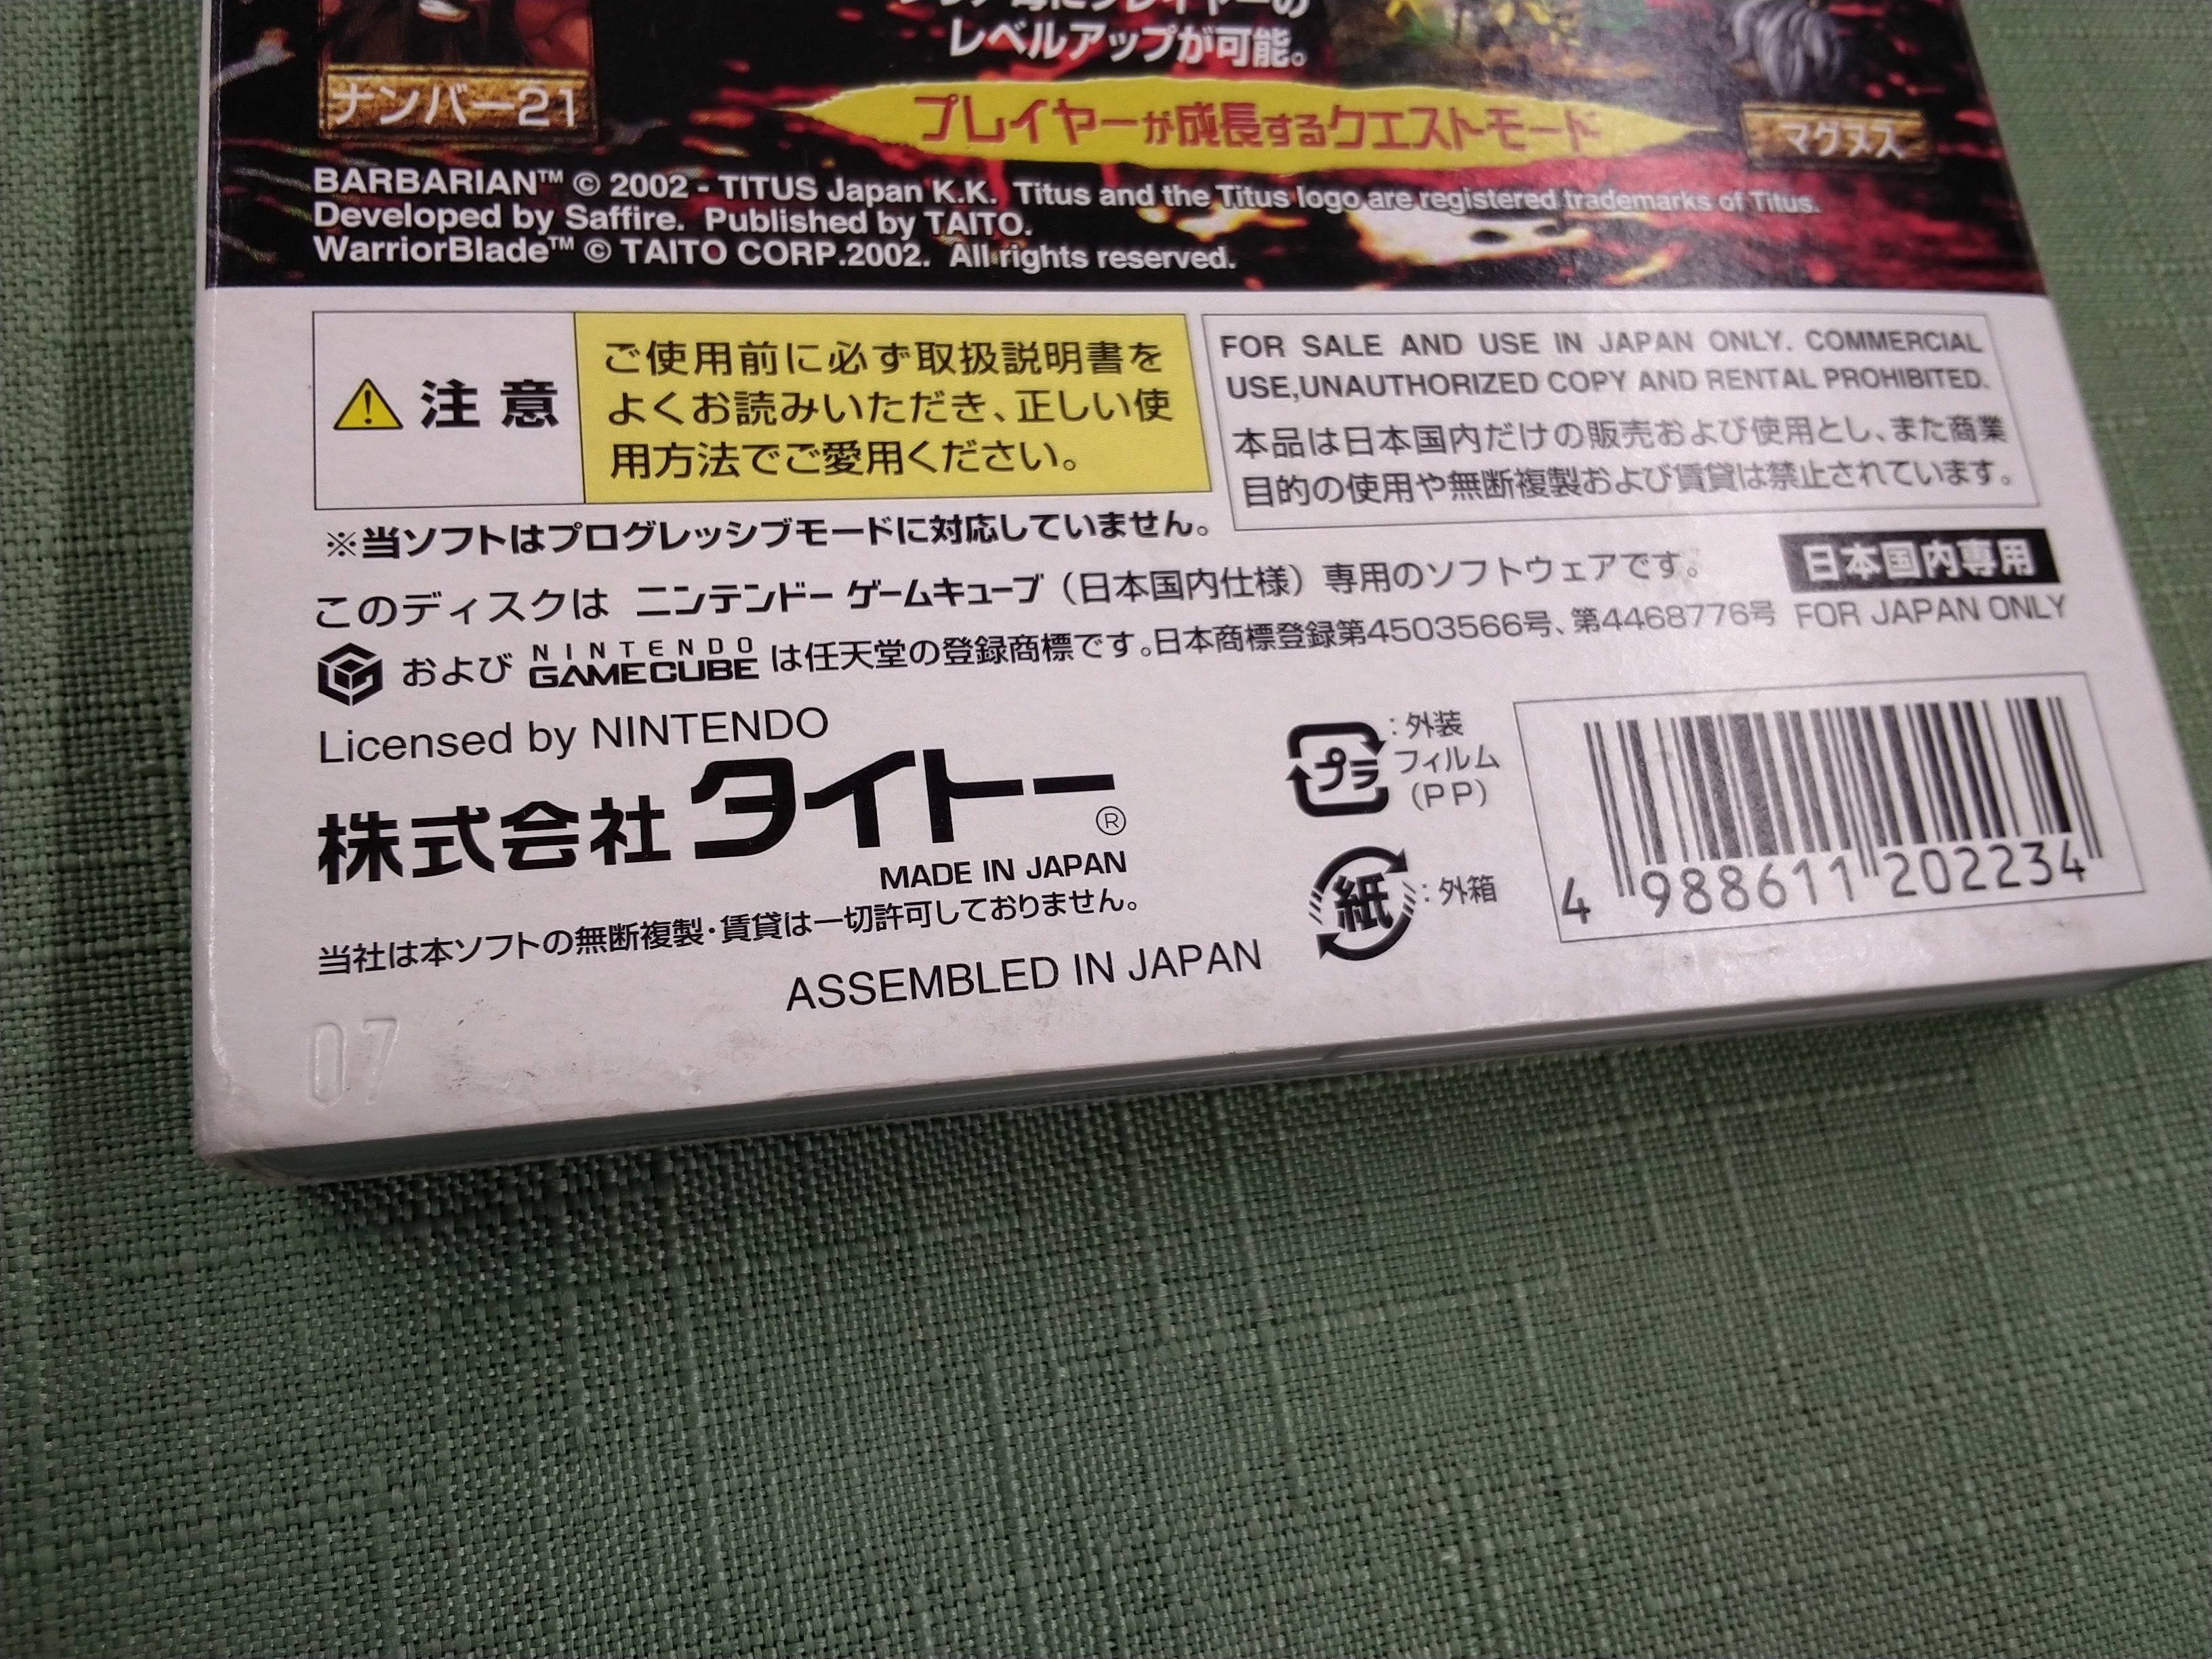 レベルアップが可能。
ナンバー21
プレイヤーが成長するクエストモード
マグヌス
BARBARIAN™ © 2002 - TITUS Japan K.K. Titus and the Titus logo are registered trademarks of Titus.
Developed by Saffire. Published by TAITO.
WarriorBlade™ © TAITO CORP.2002. All rights reserved.
注意
ご使用前に必ず取扱説明書を
よくお読みいただき、正しい使
用方法でご愛用ください。
FOR SALE AND USE IN JAPAN ONLY. COMMERCIAL
USE,UNAUTHORIZED COPY AND RENTAL PROHIBITED.
本品は日本国内だけの販売および使用とし、また商業
目的の使用や無断複製および賃貸は禁止されています。
※当ソフトはプログレッシブモードに対応していません。
このディスクは ニンテンドー ゲームキューブ（日本国内仕様）専用のソフトウェアです。
日本国内専用
FOR JAPAN ONLY
および NINTENDO GAMECUBE は任天堂の登録商標です。日本商標登録第4503566号、第4468776号
Licensed by NINTENDO
株式会社タイトー®
MADE IN JAPAN
当社は本ソフトの無断複製・賃貸は一切許可しておりません。
ASSEMBLED IN JAPAN
プラ:外装
フィルム
(PP)
紙:外箱
4 988611 202234
07